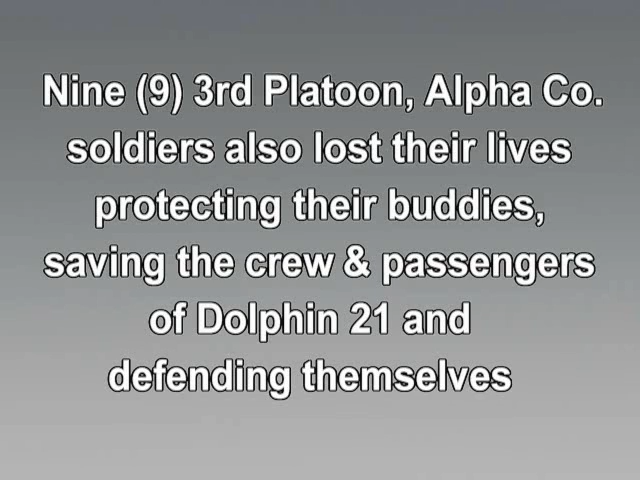 Nine (9) 3rd Platoon, Alpha Co.
soldiers also lost their lives
protecting their buddies,
saving the crew & passengers
of Dolphin 21 and
defending themselves